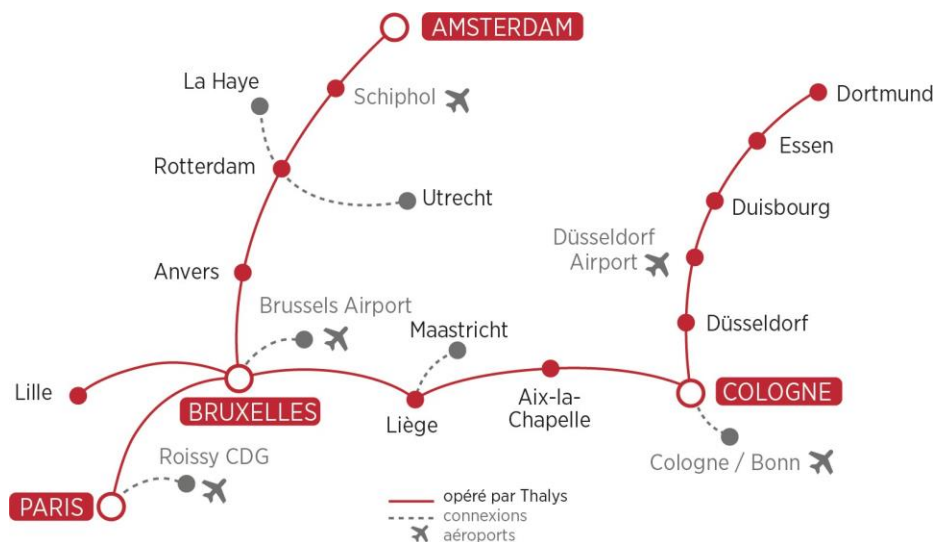 AMSTERDAM
La Haye
Schiphol
Dortmund
Essen
Rotterdam
Utrecht
Duisbourg
Düsseldorf
Airport
Anvers
Brussels Airport
Maastricht
Düsseldorf
Lille
BRUXELLES
Liège
Aix-la-
Chapelle
COLOGNE
Roissy CDG
Cologne / Bonn
PARIS
opéré par Thalys
connexions
aéroports